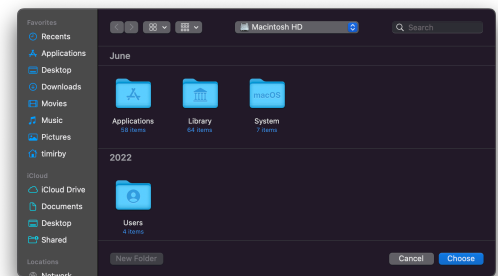 Favorites
Recents
Applications
Desktop
Downloads
Movies
Music
Pictures
timirby
iCloud
iCloud Drive
Documents
Desktop
Shared
Locations
Network
Macintosh HD
Search
June
macOS
Applications
58 items
Library
64 items
System
7 items
2022
Users
4 items
New Folder
Cancel
Choose